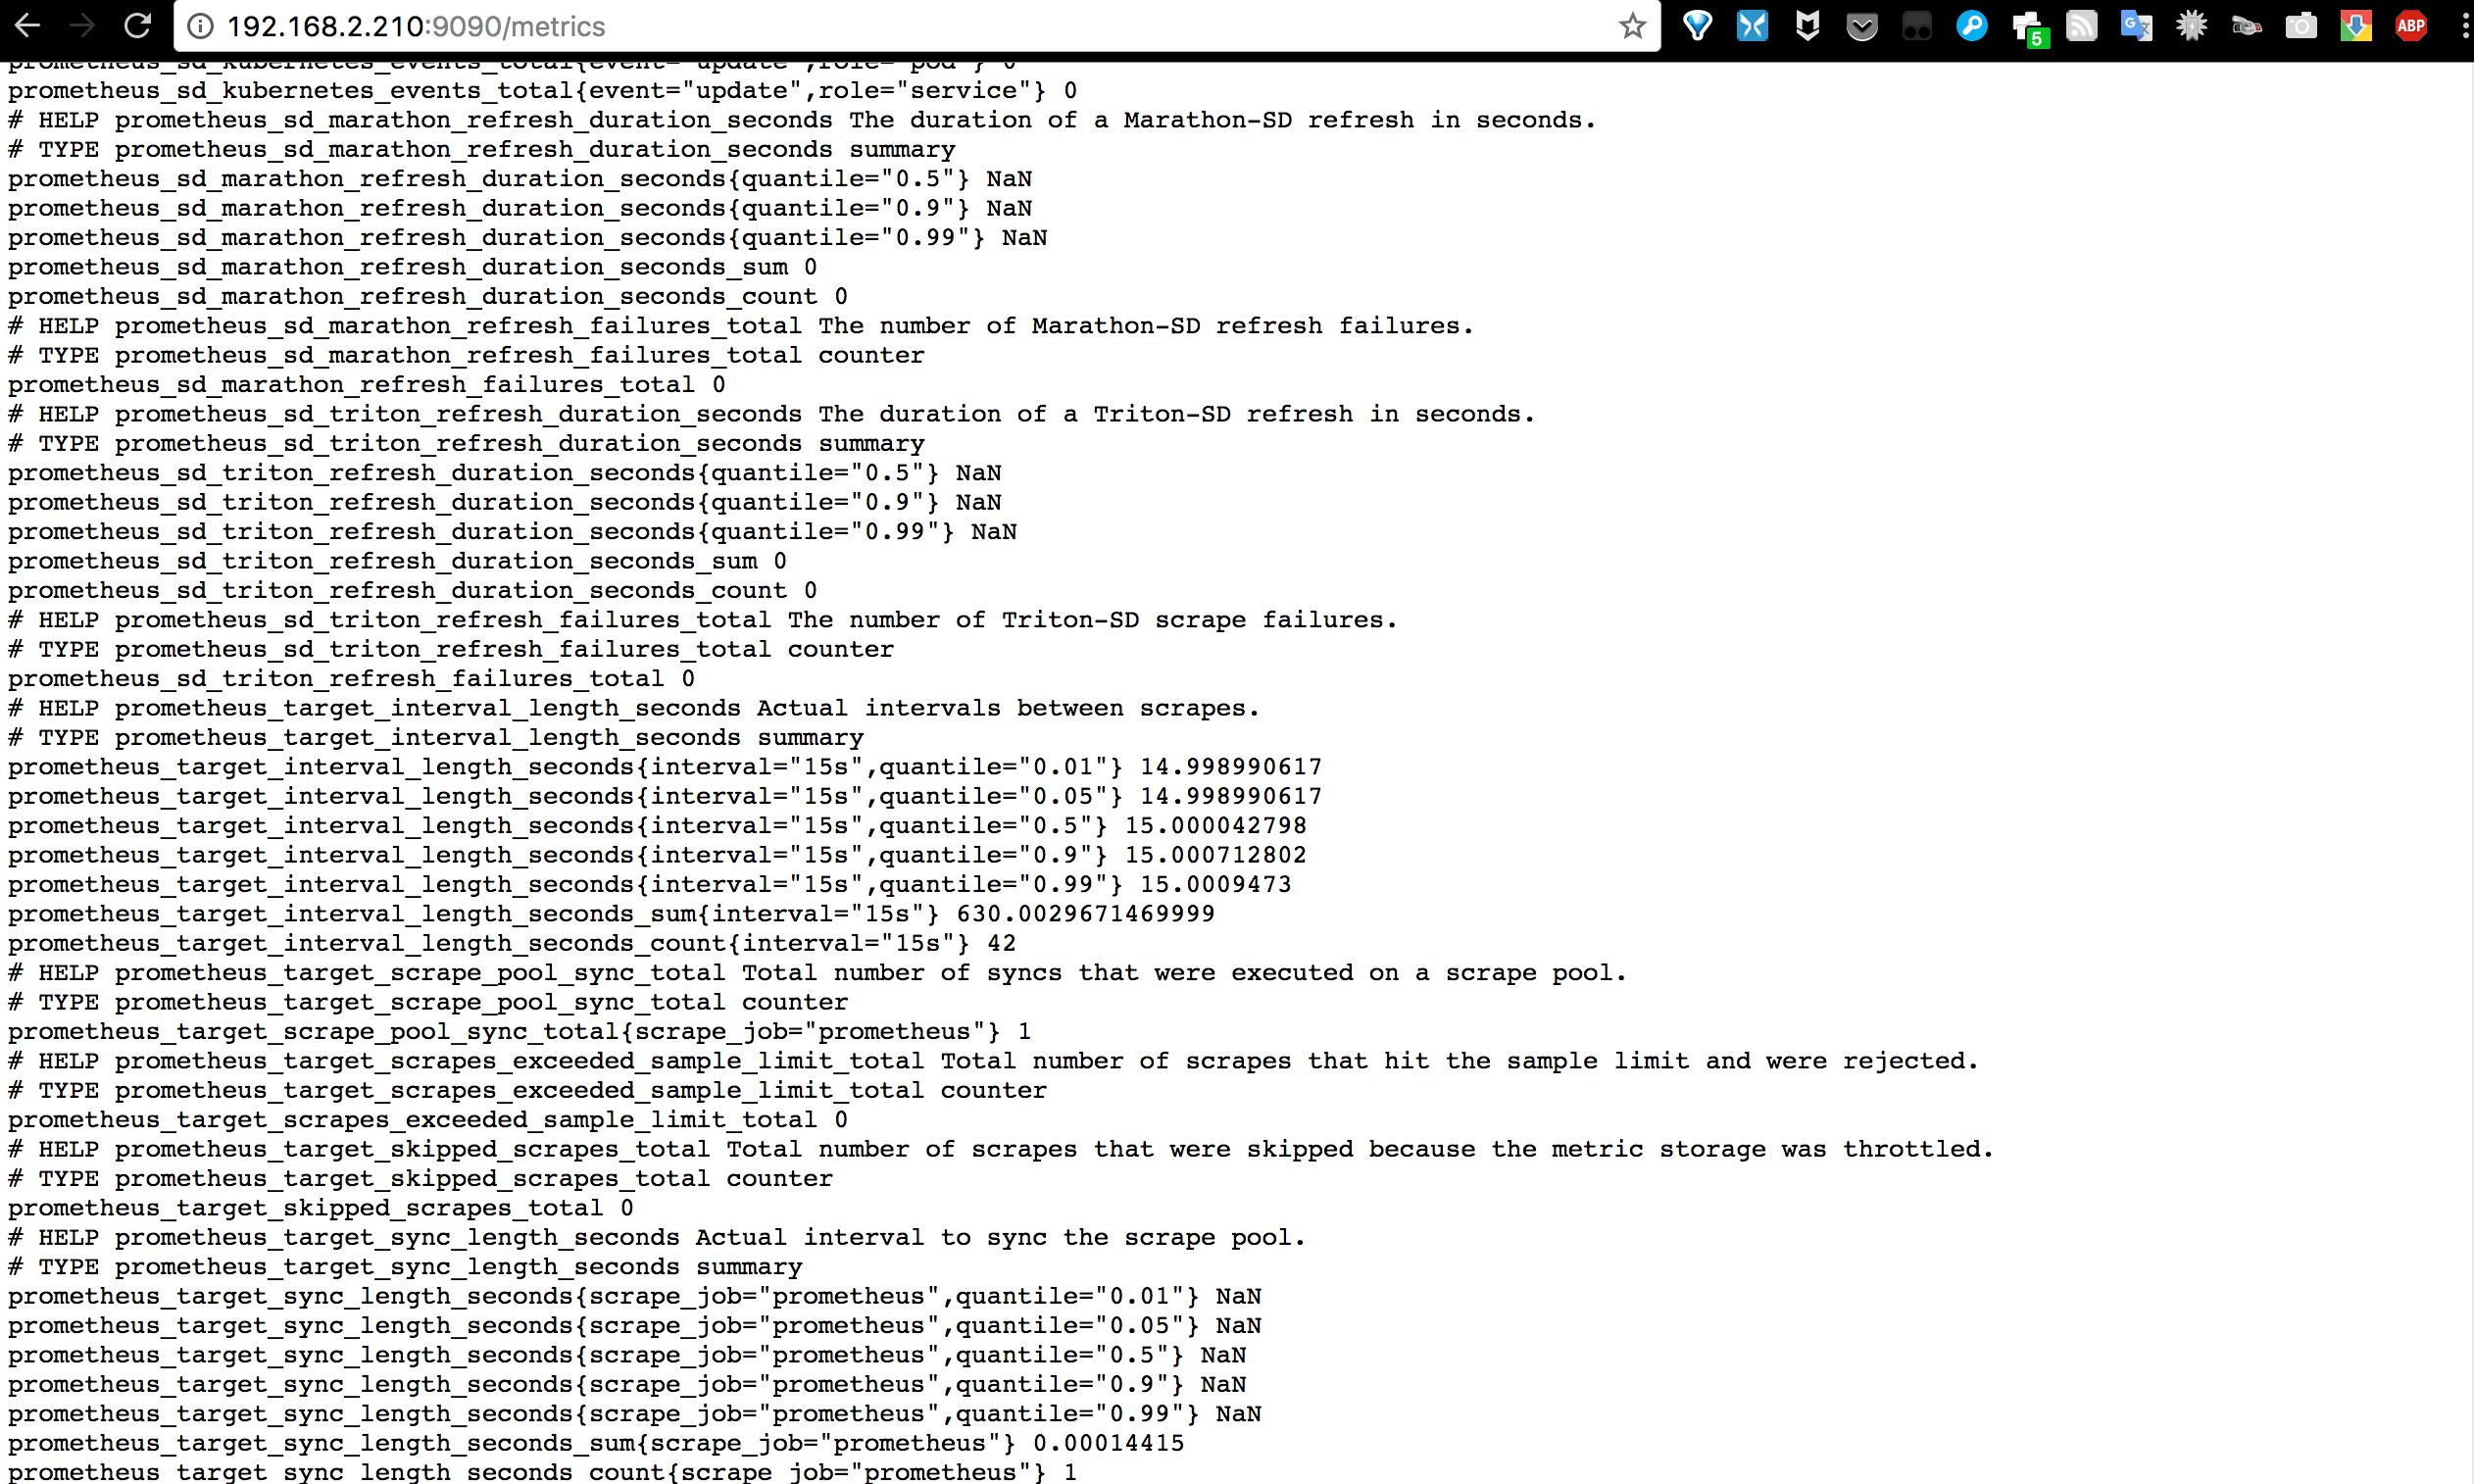 192.168.2.210:9090/metrics
5
G
ABP
prometheus_sd_kubernetes_events_total{event="update",role="pod"} 0
prometheus_sd_kubernetes_events_total{event="update",role="service"} 0
# HELP prometheus_sd_marathon_refresh_duration_seconds The duration of a Marathon-SD refresh in seconds.
# TYPE prometheus_sd_marathon_refresh_duration_seconds summary
prometheus_sd_marathon_refresh_duration_seconds{quantile="0.5"} NaN
prometheus_sd_marathon_refresh_duration_seconds{quantile="0.9"} NaN
prometheus_sd_marathon_refresh_duration_seconds{quantile="0.99"} NaN
prometheus_sd_marathon_refresh_duration_seconds_sum 0
prometheus_sd_marathon_refresh_duration_seconds_count 0
# HELP prometheus_sd_marathon_refresh_failures_total The number of Marathon-SD refresh failures.
# TYPE prometheus_sd_marathon_refresh_failures_total counter
prometheus_sd_marathon_refresh_failures_total 0
# HELP prometheus_sd_triton_refresh_duration_seconds The duration of a Triton-SD refresh in seconds.
# TYPE prometheus_sd_triton_refresh_duration_seconds summary
prometheus_sd_triton_refresh_duration_seconds{quantile="0.5"} NaN
prometheus_sd_triton_refresh_duration_seconds{quantile="0.9"} NaN
prometheus_sd_triton_refresh_duration_seconds{quantile="0.99"} NaN
prometheus_sd_triton_refresh_duration_seconds_sum 0
prometheus_sd_triton_refresh_duration_seconds_count 0
# HELP prometheus_sd_triton_refresh_failures_total The number of Triton-SD scrape failures.
# TYPE prometheus_sd_triton_refresh_failures_total counter
prometheus_sd_triton_refresh_failures_total 0
# HELP prometheus_target_interval_length_seconds Actual intervals between scrapes.
# TYPE prometheus_target_interval_length_seconds summary
prometheus_target_interval_length_seconds{interval="15s",quantile="0.01"} 14.998990617
prometheus_target_interval_length_seconds{interval="15s",quantile="0.05"} 14.998990617
prometheus_target_interval_length_seconds{interval="15s",quantile="0.5"} 15.000042798
prometheus_target_interval_length_seconds{interval="15s",quantile="0.9"} 15.000712802
prometheus_target_interval_length_seconds{interval="15s",quantile="0.99"} 15.0009473
prometheus_target_interval_length_seconds_sum{interval="15s"} 630.0029671469999
prometheus_target_interval_length_seconds_count{interval="15s"} 42
# HELP prometheus_target_scrape_pool_sync_total Total number of syncs that were executed on a scrape pool.
# TYPE prometheus_target_scrape_pool_sync_total counter
prometheus_target_scrape_pool_sync_total{scrape_job="prometheus"} 1
# HELP prometheus_target_scrapes_exceeded_sample_limit_total Total number of scrapes that hit the sample limit and were rejected.
# TYPE prometheus_target_scrapes_exceeded_sample_limit_total counter
prometheus_target_scrapes_exceeded_sample_limit_total 0
# HELP prometheus_target_skipped_scrapes_total Total number of scrapes that were skipped because the metric storage was throttled.
# TYPE prometheus_target_skipped_scrapes_total counter
prometheus_target_skipped_scrapes_total 0
# HELP prometheus_target_sync_length_seconds Actual interval to sync the scrape pool.
# TYPE prometheus_target_sync_length_seconds summary
prometheus_target_sync_length_seconds{scrape_job="prometheus",quantile="0.01"} NaN
prometheus_target_sync_length_seconds{scrape_job="prometheus",quantile="0.05"} NaN
prometheus_target_sync_length_seconds{scrape_job="prometheus",quantile="0.5"} NaN
prometheus_target_sync_length_seconds{scrape_job="prometheus",quantile="0.9"} NaN
prometheus_target_sync_length_seconds{scrape_job="prometheus",quantile="0.99"} NaN
prometheus_target_sync_length_seconds_sum{scrape_job="prometheus"} 0.00014415
prometheus_target_sync_length_seconds_count{scrape_job="prometheus"} 1